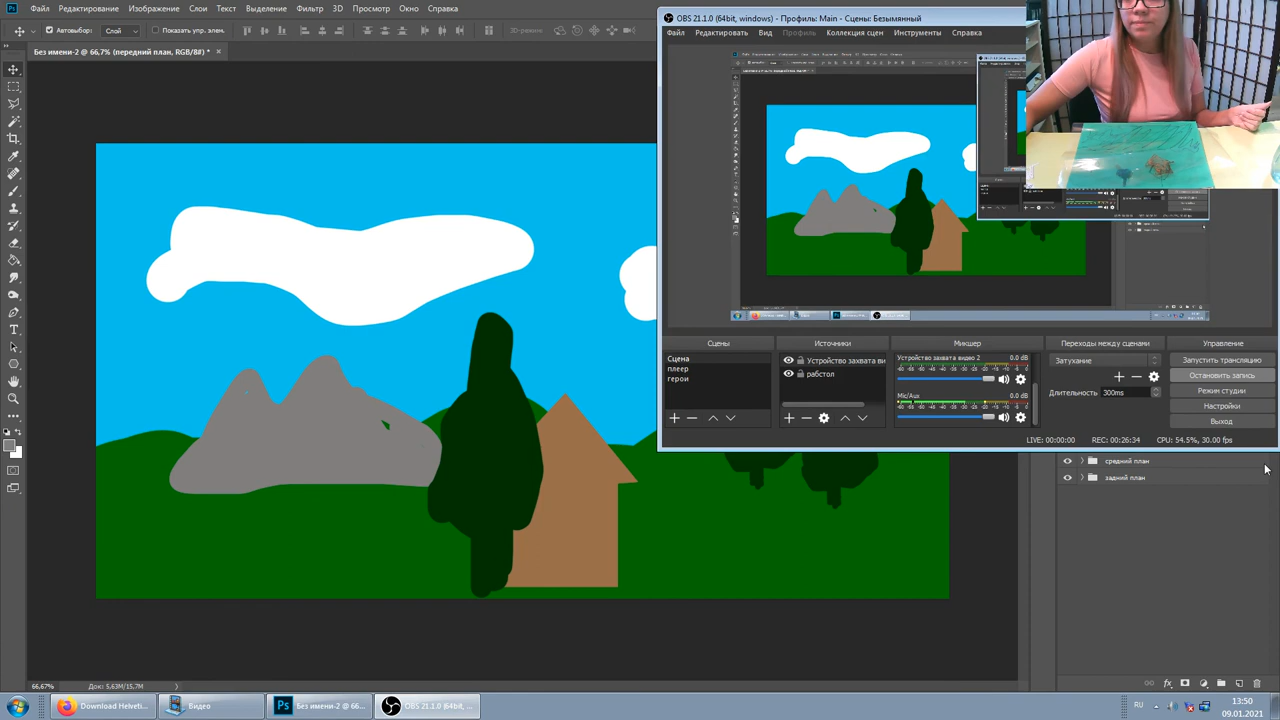 Ps Файл Редактирование Изображение Слои Текст Выделение Фильтр 3D Просмотр Окно Справка
Автовыбор: Слой Показать упр. элем. 3D-режим:
Без имени-2 @ 66,7% (передний план, RGB/8#) * ×
OBS 21.1.0 (64bit, windows) - Профиль: Main - Сцены: Безымянный
Файл Редактировать Вид Профиль Коллекция сцен Инструменты Справка
Сцены Источники Микшер Переходы между сценами Управление
Сцена
плеер
герои
Устройство захвата ви
рабстол
Устройство захвата видео 2 0.0 dB
Mic/Aux 0.0 dB
Затухание
Длительность 300ms
Запустить трансляцию
Остановить запись
Режим студии
Настройки
Выход
LIVE: 00:00:00 REC: 00:26:34 CPU: 54.5%, 30.00 fps
средний план
задний план
66,67% Док: 5,63M/15,7M
Download Helveti... Видео Ps Без имени-2 @ 66... OBS 21.1.0 (64bit, ... RU 13:50
09.01.2021